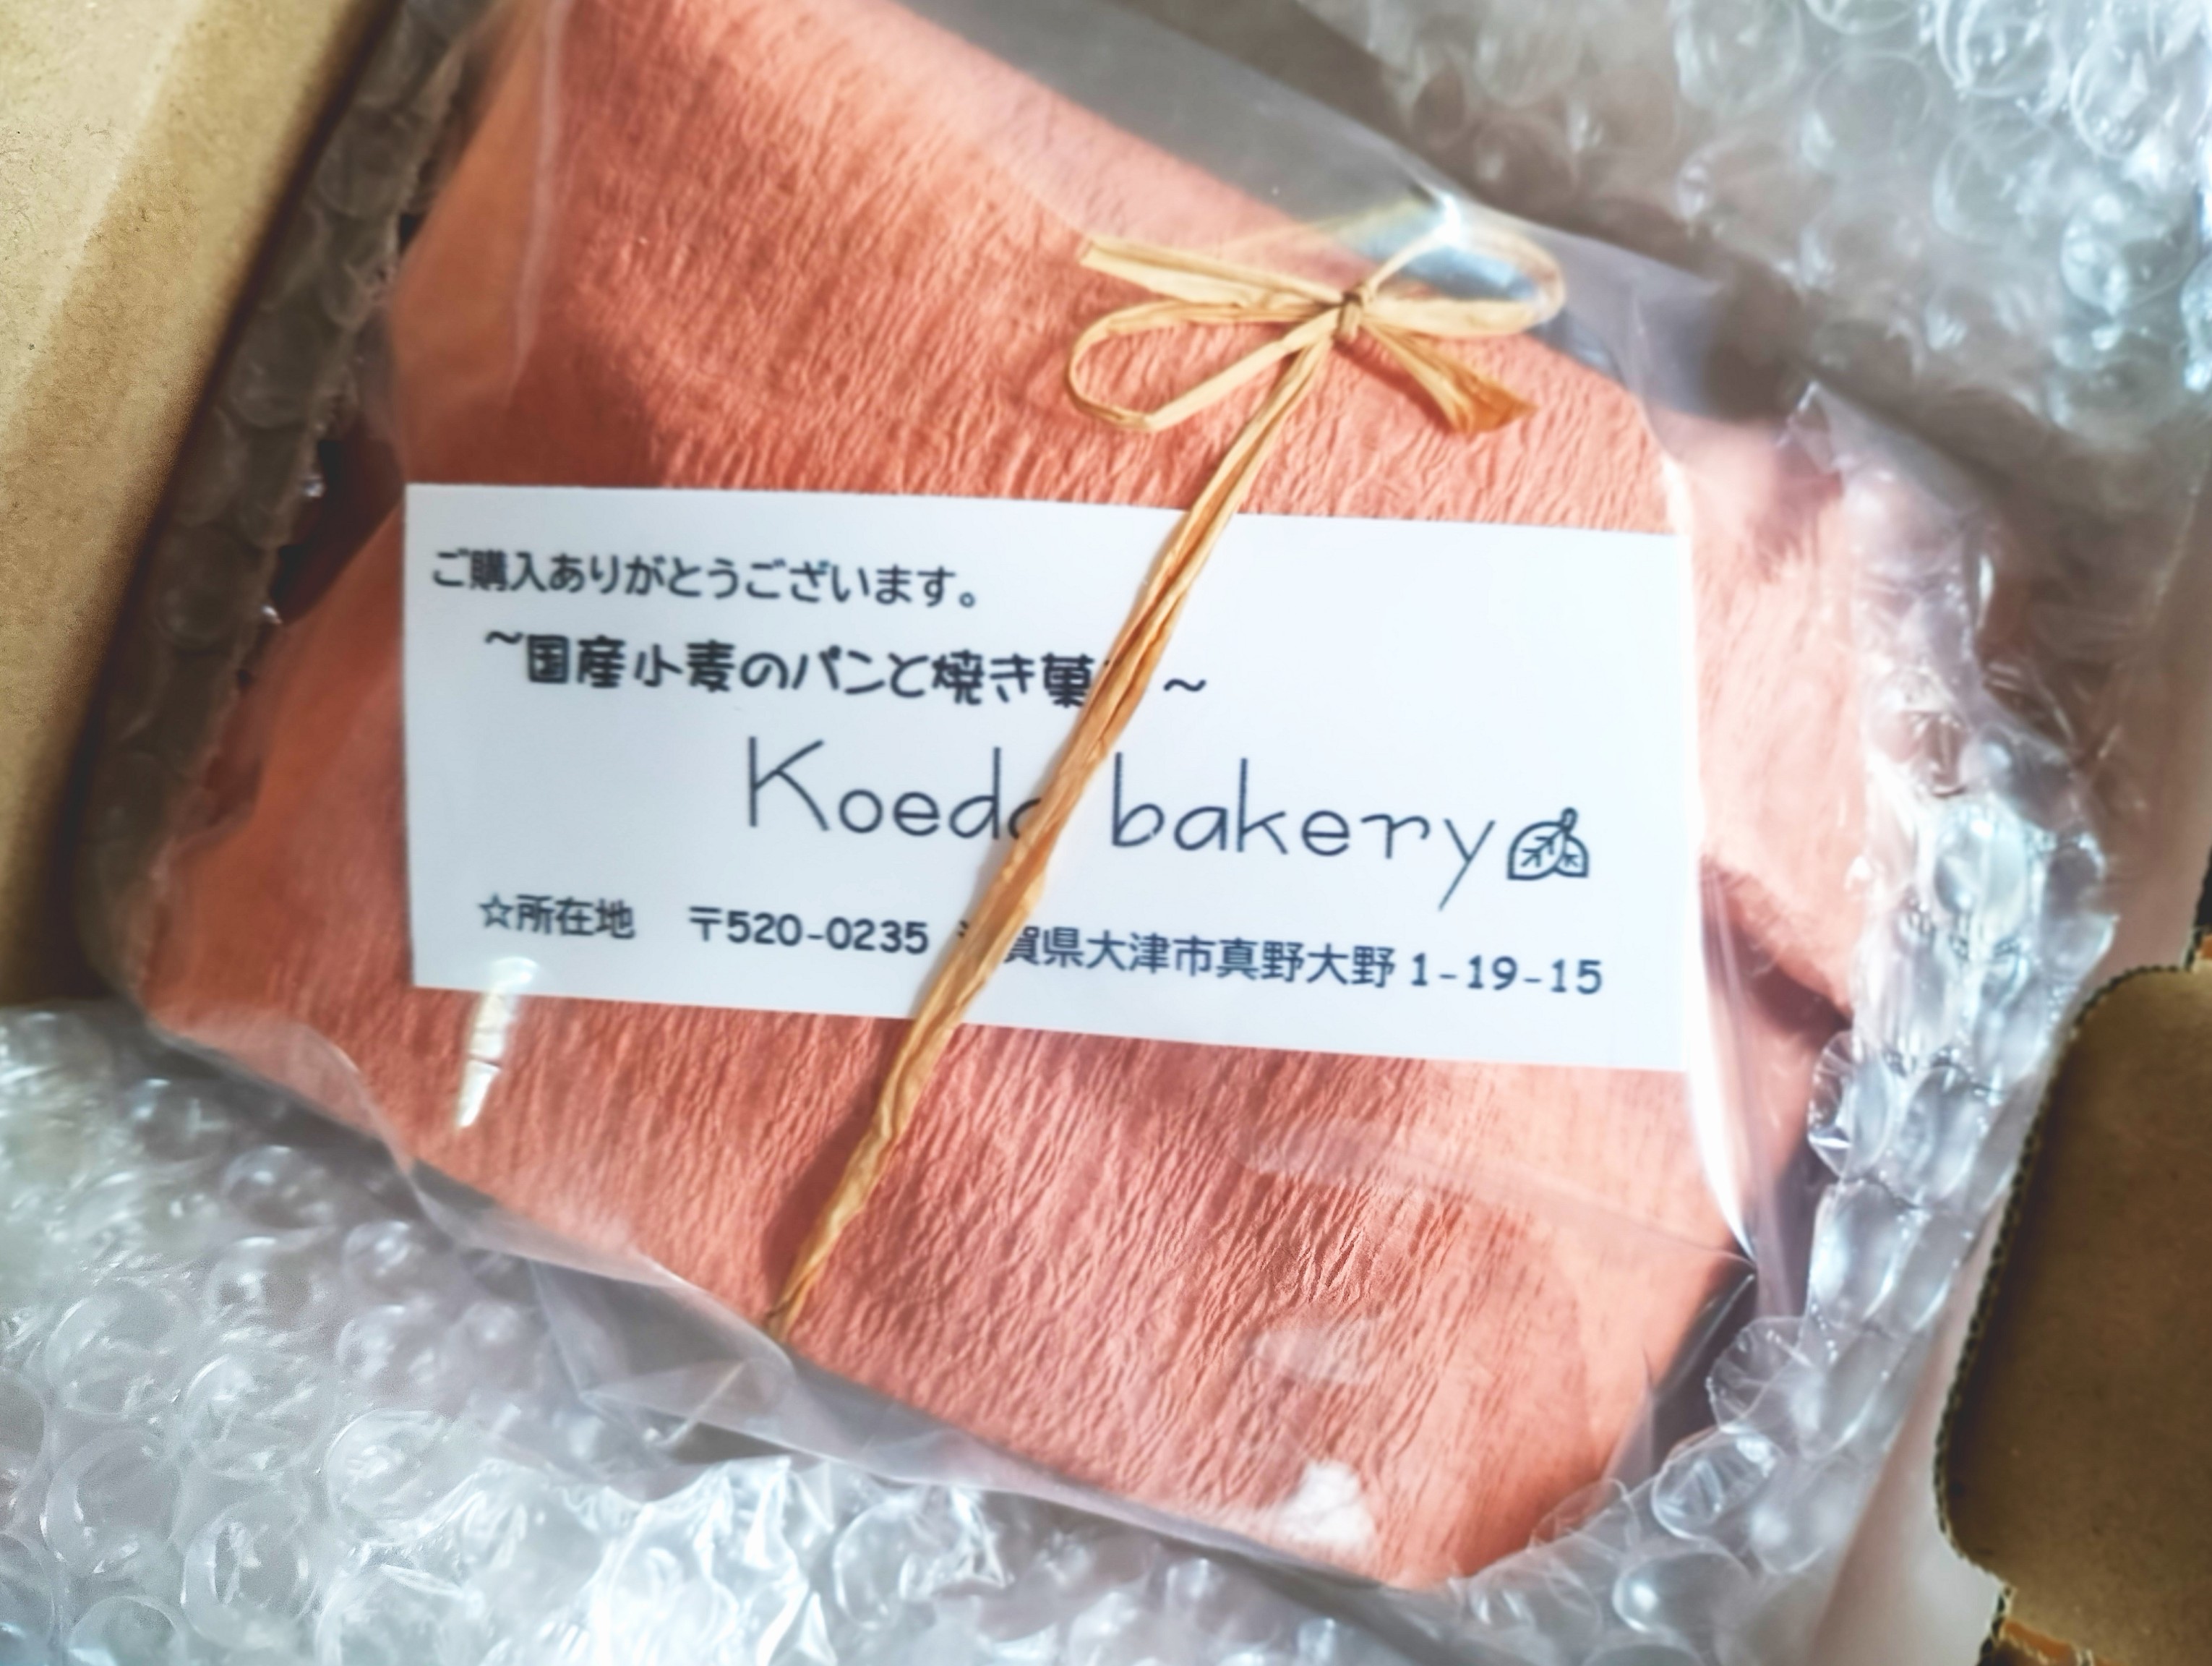 ご購入ありがとうございます。
~国産小麦のパンと焼き菓 ~
bakery
☆所在地 〒520-0235 賀県大津市真野大野1-19-15